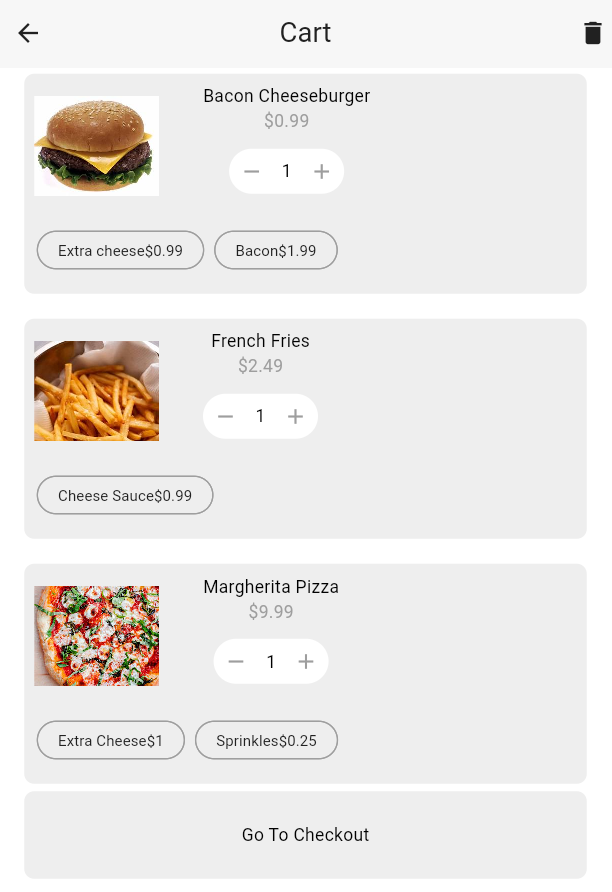 Cart
Bacon Cheeseburger
$0.99
1
Extra cheese$0.99
Bacon$1.99
French Fries
$2.49
1
Cheese Sauce$0.99
Margherita Pizza
$9.99
1
Extra Cheese$1
Sprinkles$0.25
Go To Checkout